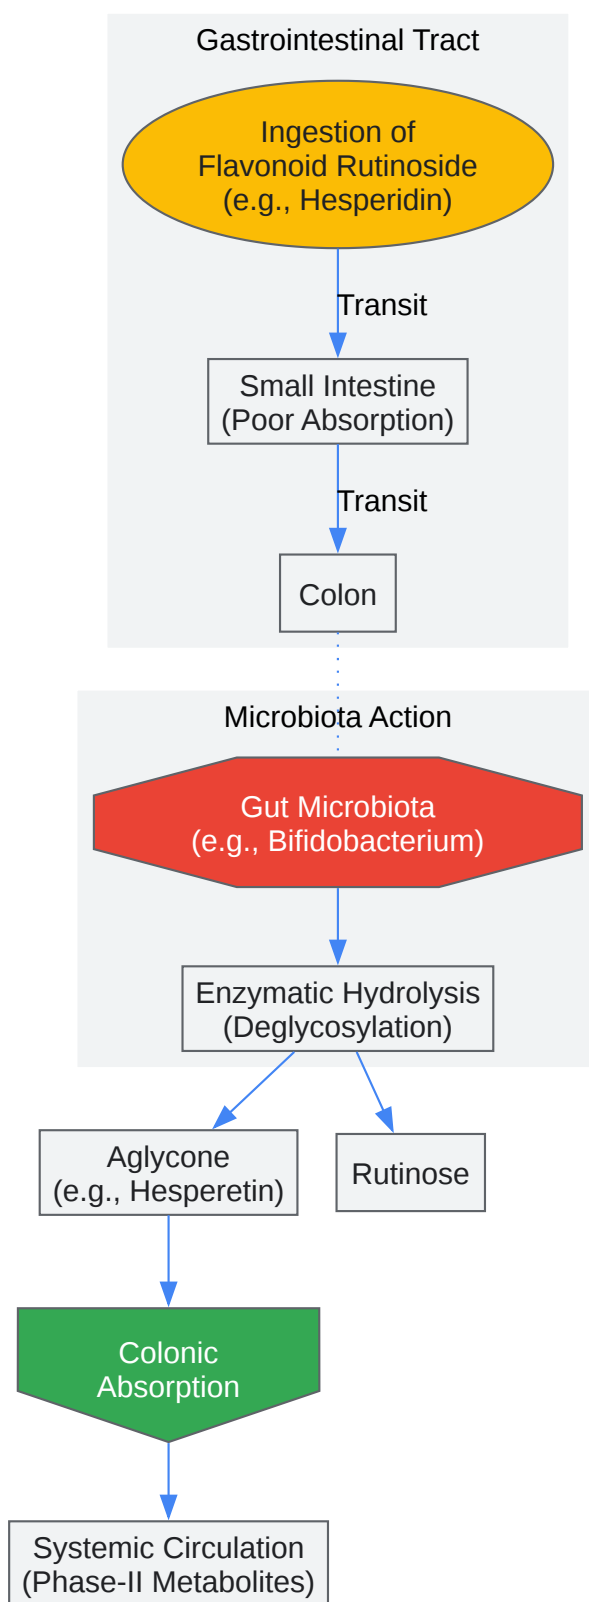 Gastrointestinal Tract
Ingestion of
Flavonoid Rutinoside
(e.g., Hesperidin)
Transit
Small Intestine
(Poor Absorption)
Transit
Colon
Microbiota Action
Gut Microbiota
(e.g., Bifidobacterium)
Enzymatic Hydrolysis
(Deglycosylation)
Aglycone
(e.g., Hesperetin)
Rutinose
Colonic
Absorption
Systemic Circulation
(Phase-II Metabolites)